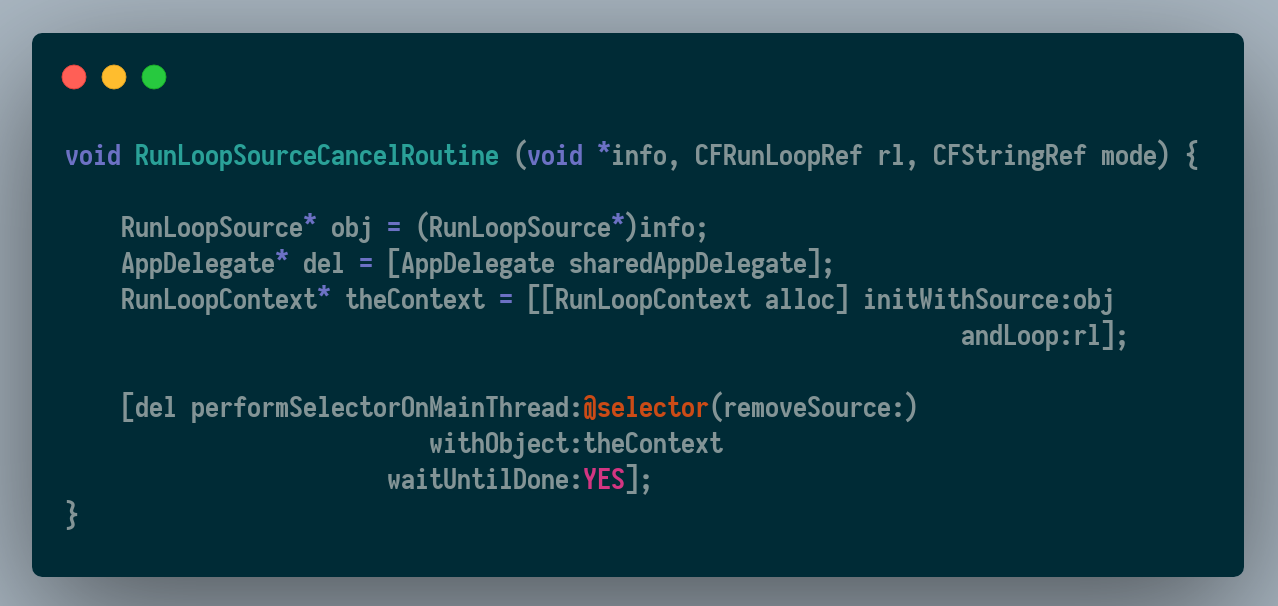 void RunLoopSourceCancelRoutine (void *info, CFRunLoopRef rl, CFStringRef mode) {
    RunLoopSource* obj = (RunLoopSource*)info;
    AppDelegate* del = [AppDelegate sharedAppDelegate];
    RunLoopContext* theContext = [[RunLoopContext alloc] initWithSource:obj
                                                                andLoop:rl];
    [del performSelectorOnMainThread:@selector(removeSource:)
                          withObject:theContext
                       waitUntilDone:YES];
}